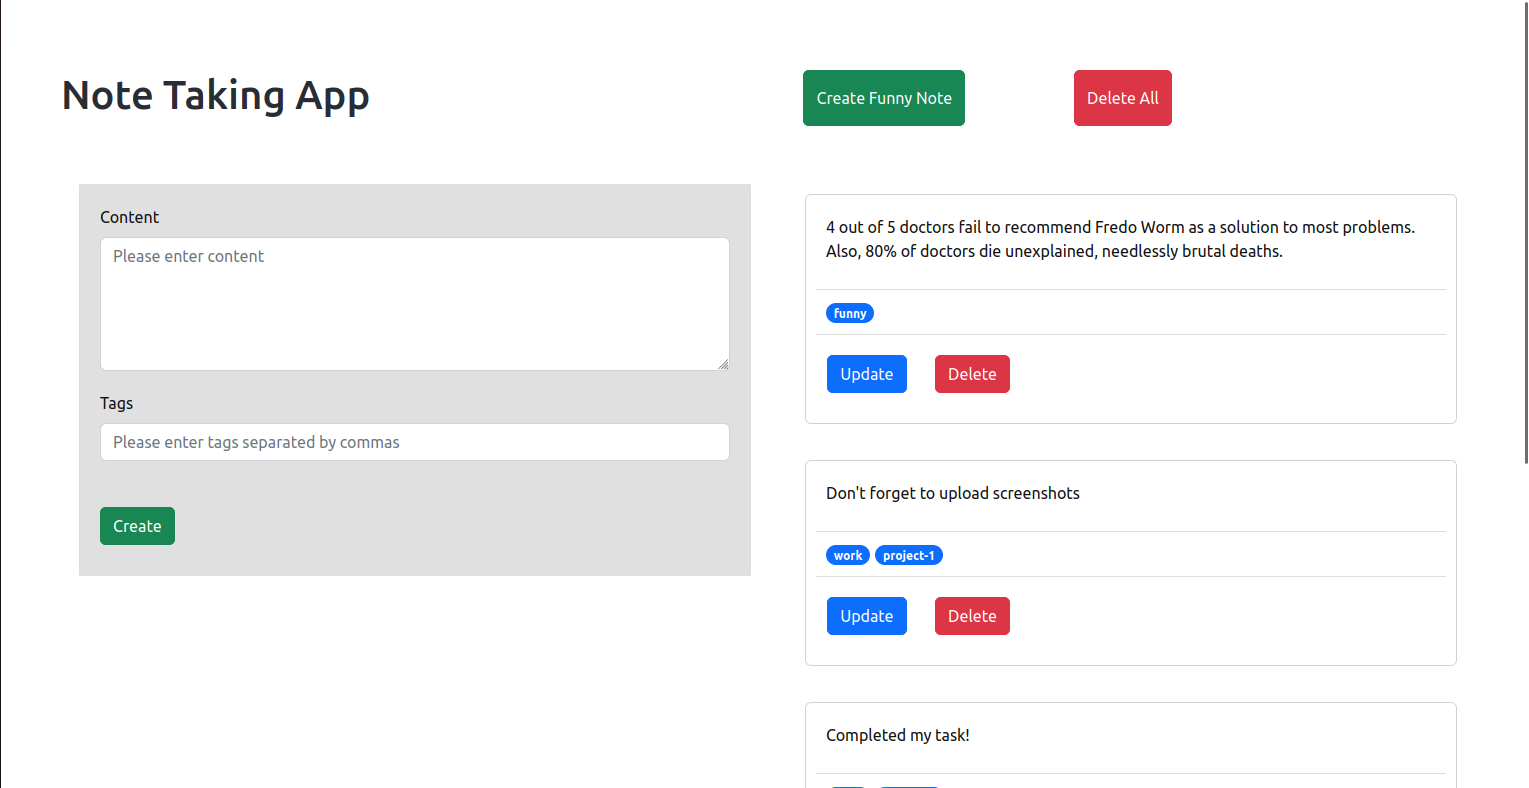 Note Taking App
Create Funny Note
Delete All
Content
Please enter content
Tags
Please enter tags separated by commas
Create
4 out of 5 doctors fail to recommend Fredo Worm as a solution to most problems.
Also, 80% of doctors die unexplained, needlessly brutal deaths.
funny
Update Delete
Don't forget to upload screenshots
work project-1
Update Delete
Completed my task!